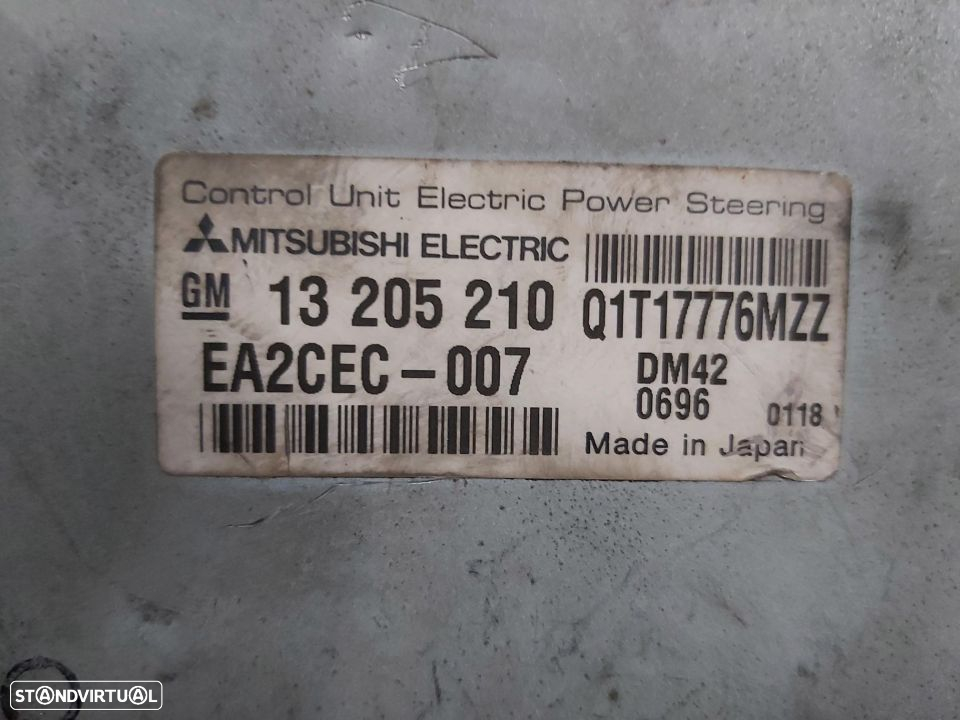 Control Unit Electric Power Steering
MITSUBISHI ELECTRIC
GM 13 205 210
Q1T17776MZZ
EA2CEC-007
DM42
0696
0118
Made in Japan
STANDVIRTUAL